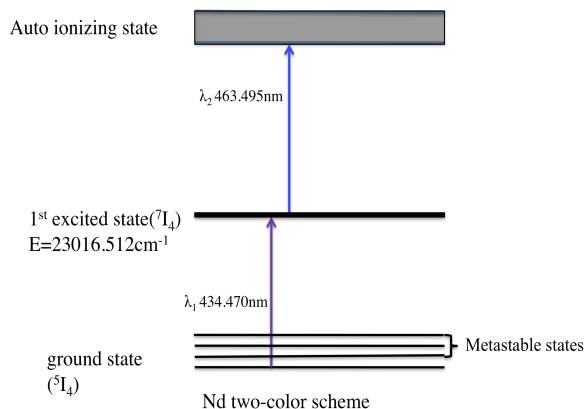 Auto ionizing state
λ₂ 463.495nm
1ˢᵗ excited state(⁷I₄)
E=23016.512cm⁻¹
λ₁ 434.470nm
Metastable states
ground state
(⁵I₄)
Nd two-color scheme